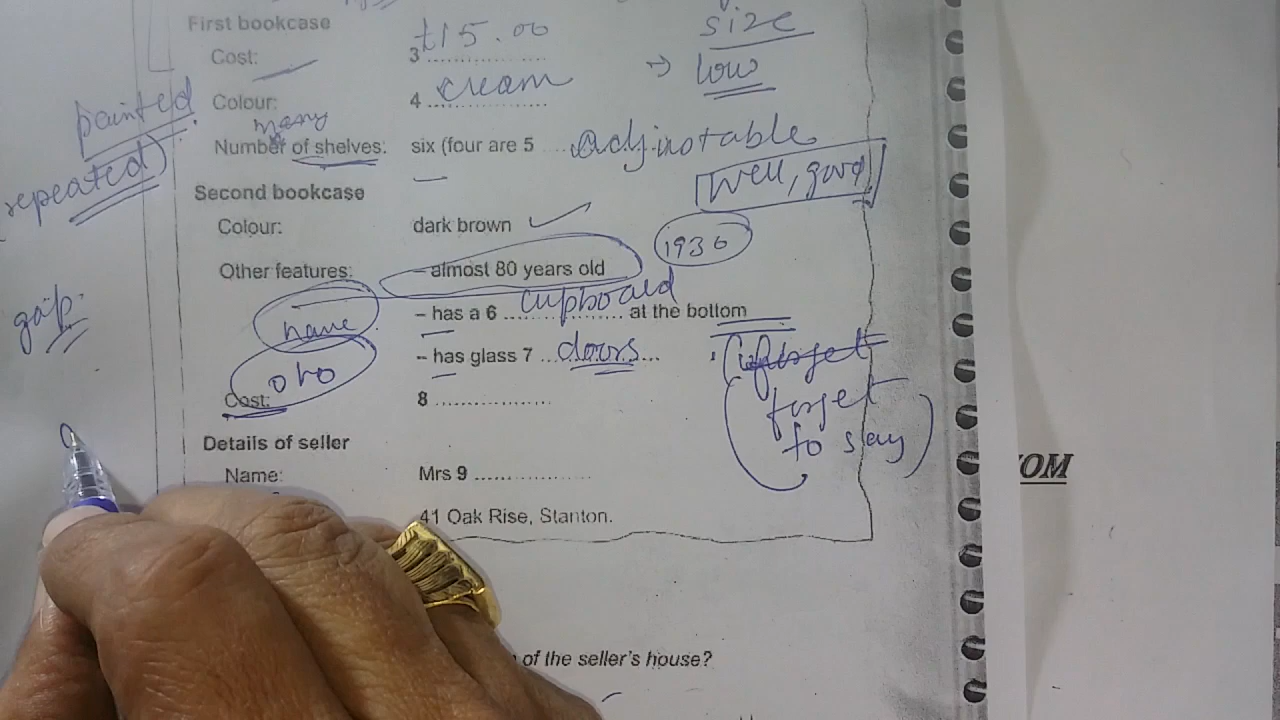 First bookcase
size
Cost: 3 £15.00
→ low
painted
Colour: 4 cream
many
Number of shelves: six (four are 5 adjustable
repeated)
Well, good
Second bookcase
Colour: dark brown
1936
Other features: – almost 80 years old
gap
name
– has a 6 cupboard at the bottom
– has glass 7 doors
forget
Cost: 8
forget
to say
Details of seller
Name: Mrs 9
41 Oak Rise, Stanton.
OM
of the seller's house?